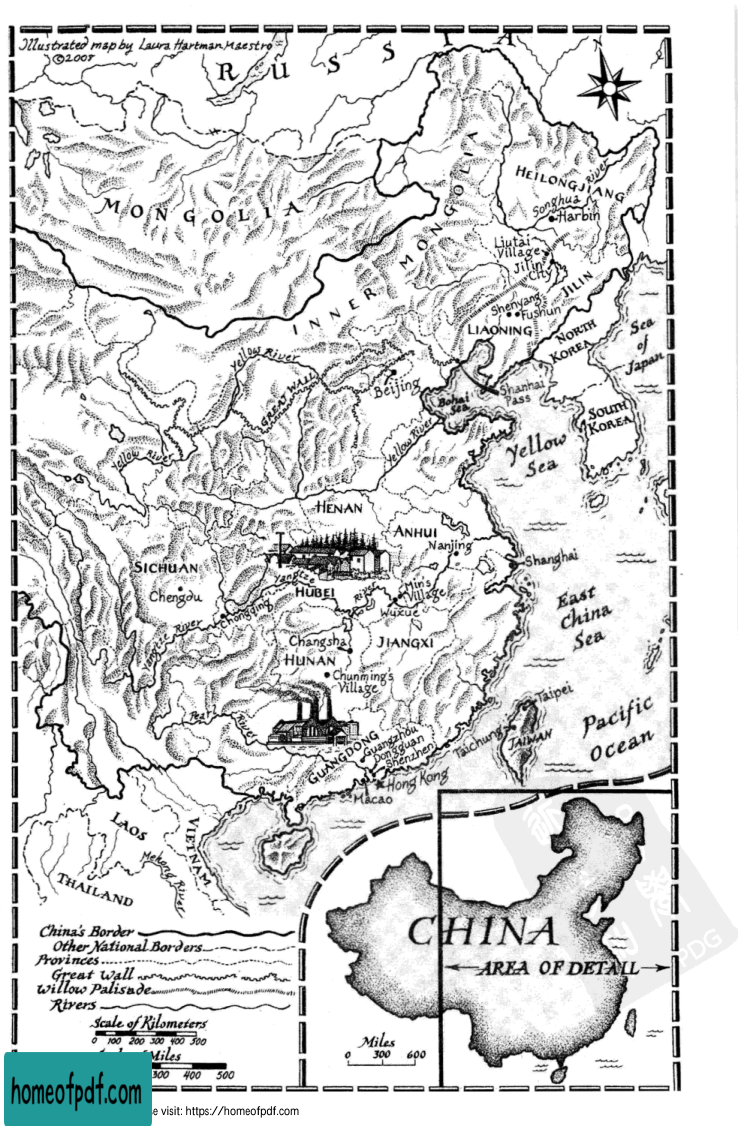 Illustrated map by Laura Hartman Maestro
©2008
RUSSIA
MONGOLIA
INNER MONGOLIA
HEILONGJIANG
Songhua River
Harbin
Liutai
Village
Jilin
City
JILIN
Shenyang
Fushun
LIAONING
NORTH
KOREA
Sea
of
Japan
Yellow River
GREAT WALL
Beijing
Bohai
Sea
Shanhai
Pass
SOUTH
KOREA
Yellow River
Yellow River
Yellow
Sea
HENAN
ANHUI
Nanjing
Shanghai
SICHUAN
Chengdu
Yangtze River
HUBEI
Min's
Village
Wuxue
East
China
Sea
Chongqing
Yangtze River
Changsha
JIANGXI
HUNAN
Chunming's
Village
Pearl River
Taipei
Pacific
Ocean
Taichung
TAIWAN
GUANGDONG
Guangzhou
Dongguan
Shenzhen
Hong Kong
Macao
LAOS
VIETNAM
Mekong River
THAILAND
China's Border
Other National Borders
Provinces
Great Wall
Willow Palisade
Rivers
Scale of Kilometers
0 100 200 300 400 500
Miles
300 400 500
CHINA
AREA OF DETAIL
Miles
0 300 600
PDG
homeofpdf.com
e visit: https://homeofpdf.com